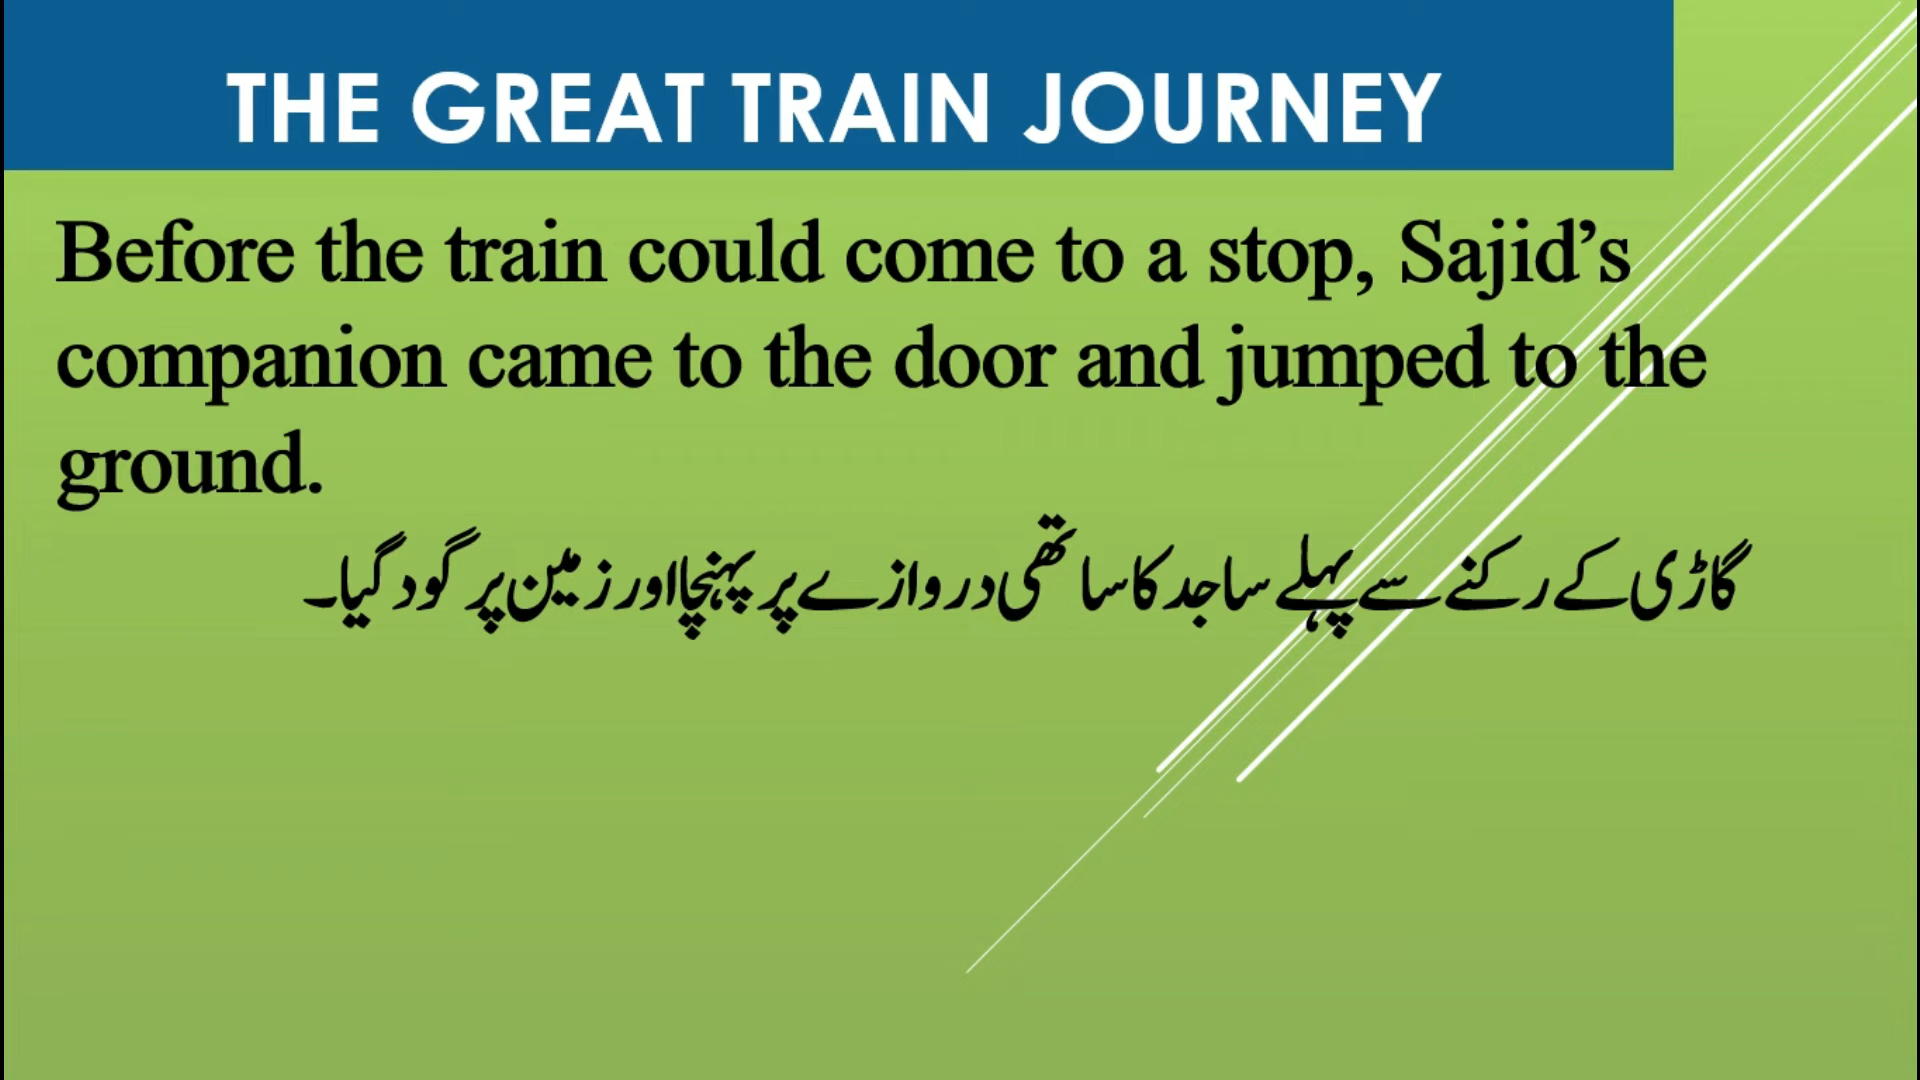 THE GREAT TRAIN JOURNEY
Before the train could come to a stop, Sajid’s
companion came to the door and jumped to the
ground.
گاڑی کے رکنے سے پہلے ساجد کا ساتھی دروازے پر پہنچا اور زمین پر گود گیا۔